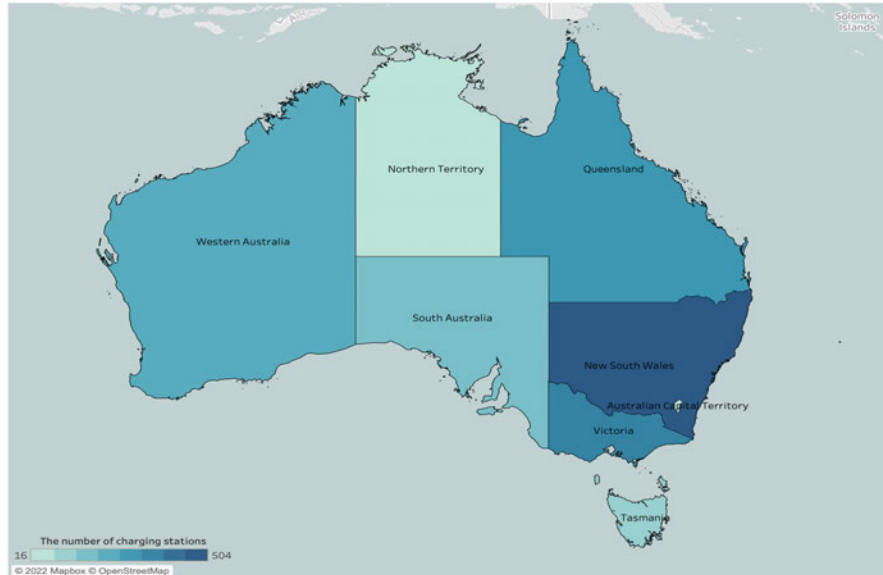 Solomon
Islands
Northern Territory
Queensland
Western Australia
South Australia
New South Wales
Australian Capital Territory
Victoria
Tasmania
The number of charging stations
16 504
© 2022 Mapbox © OpenStreetMap